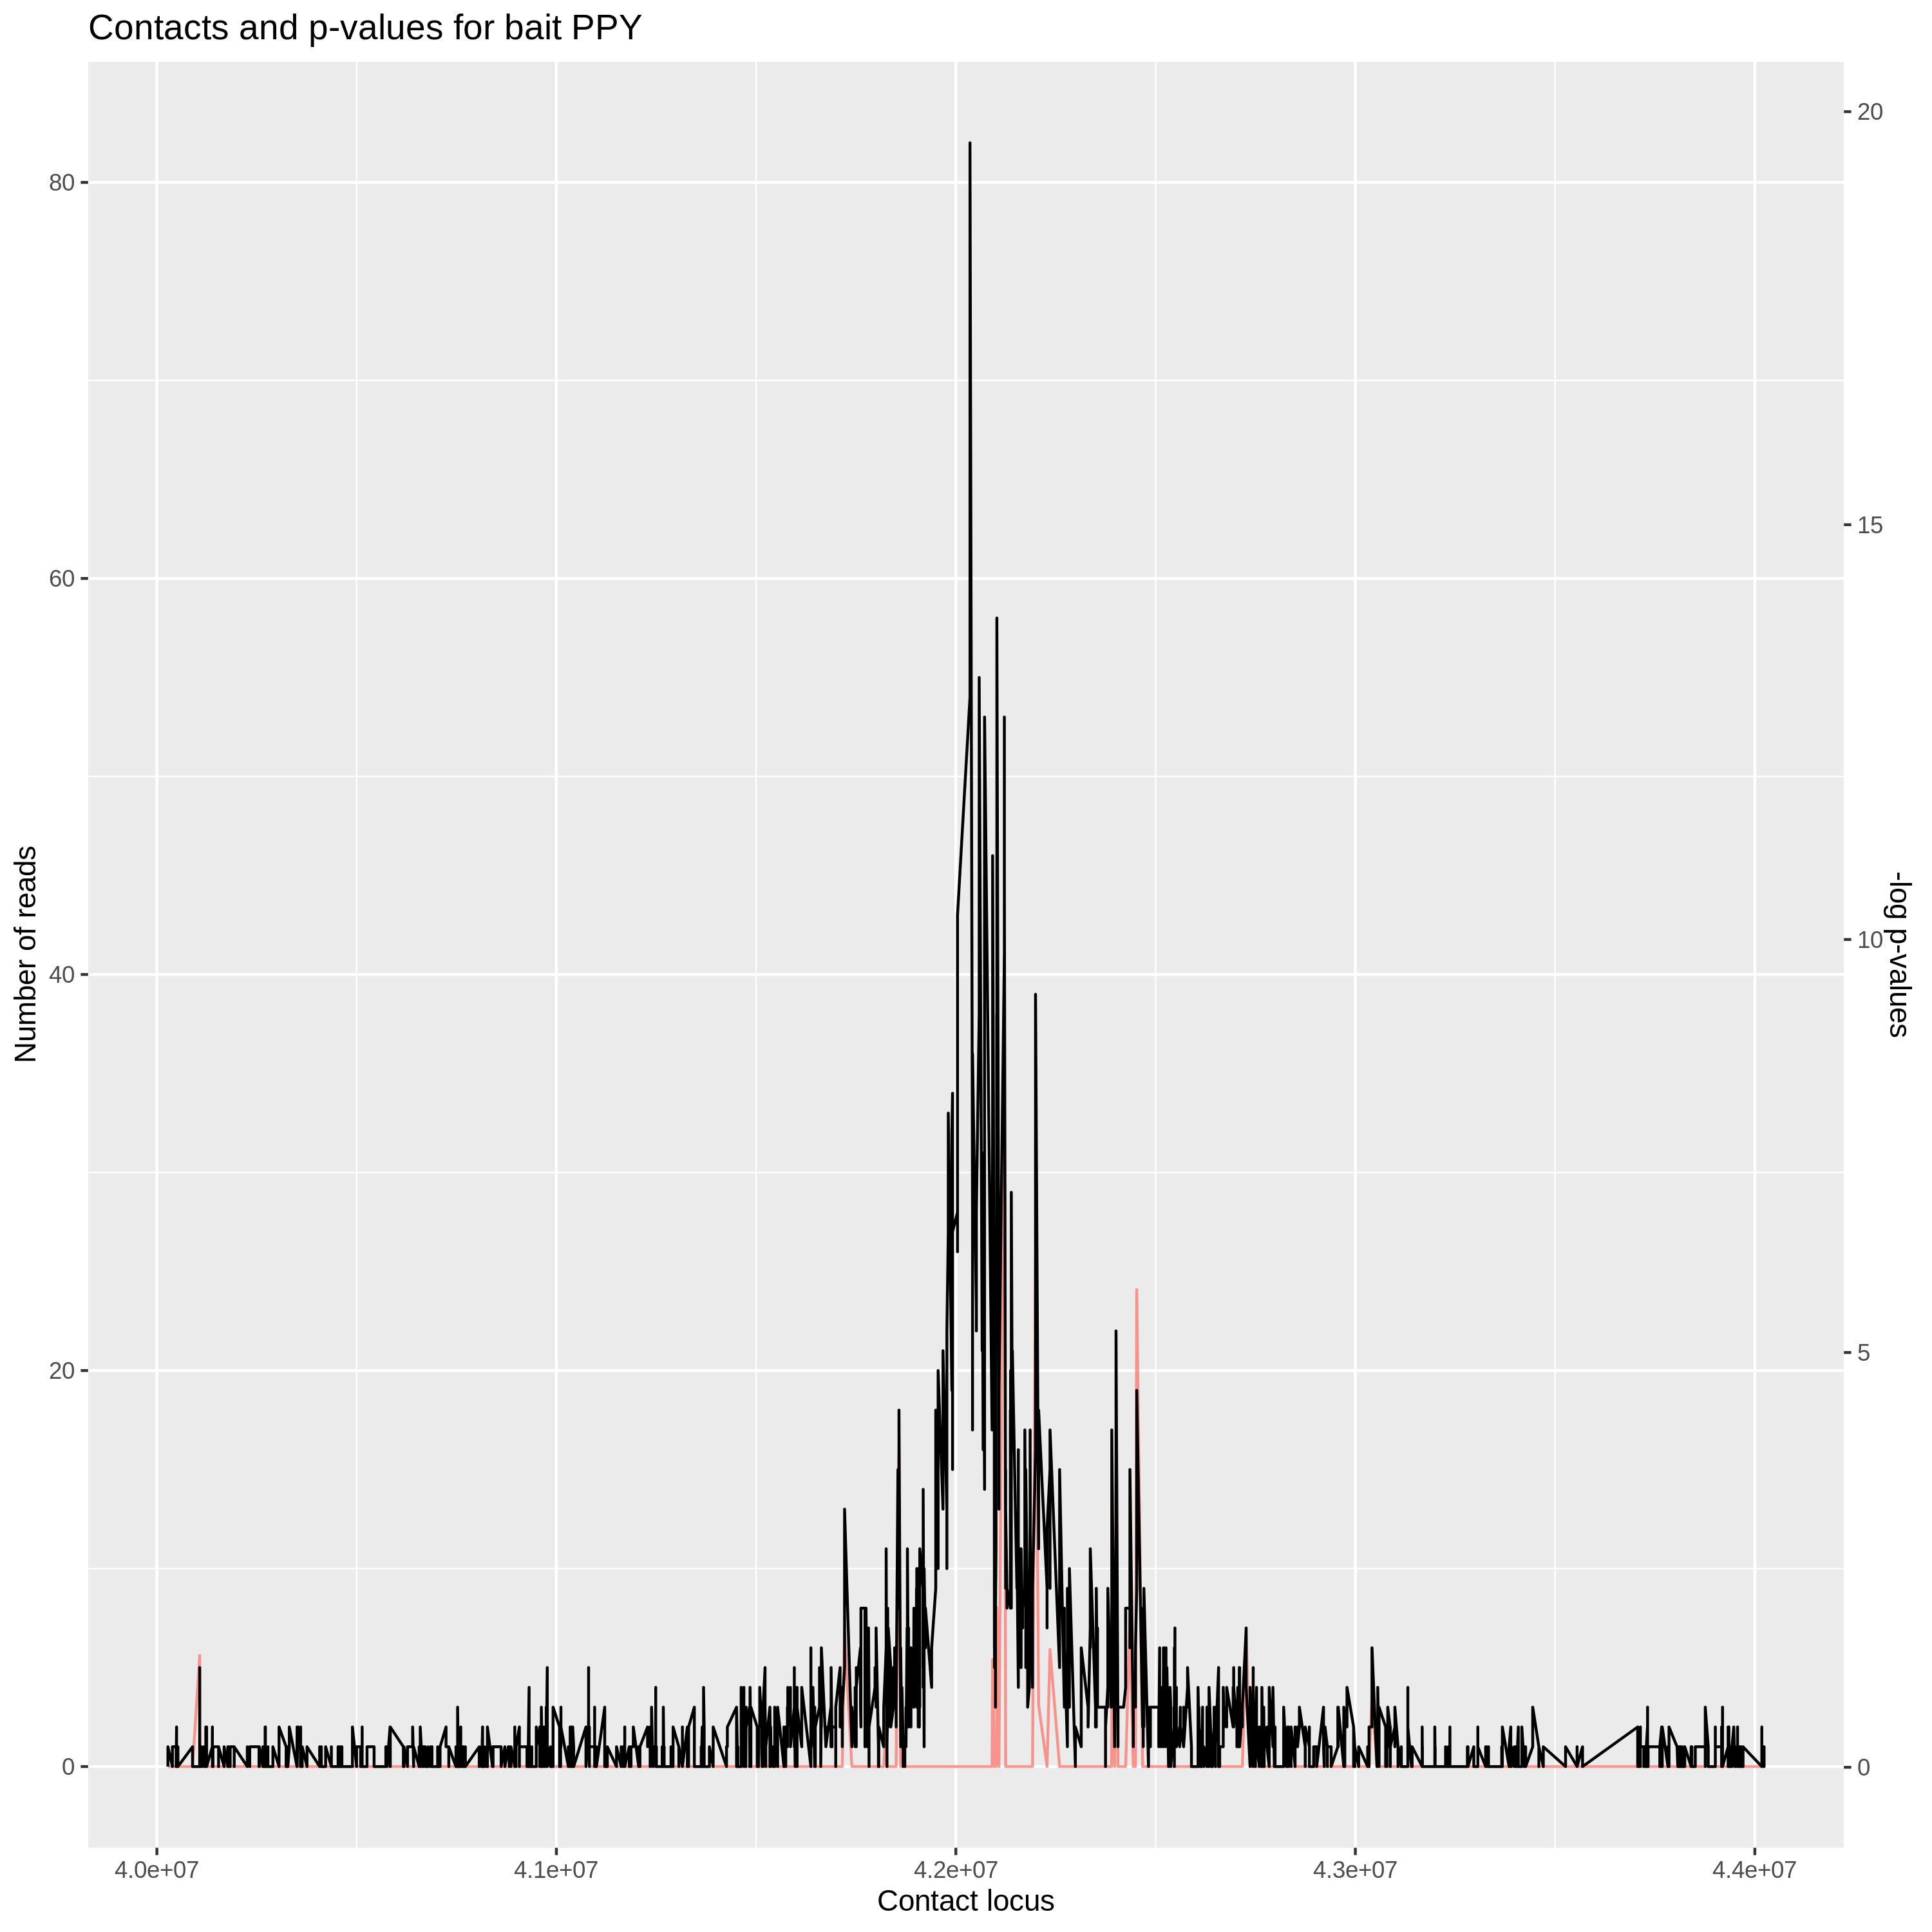 Contacts and p-values for bait PPY
Number of reads
80
60
40
20
0
20
15
10
5
0
-log p-values
4.0e+07
4.1e+07
4.2e+07
4.3e+07
4.4e+07
Contact locus